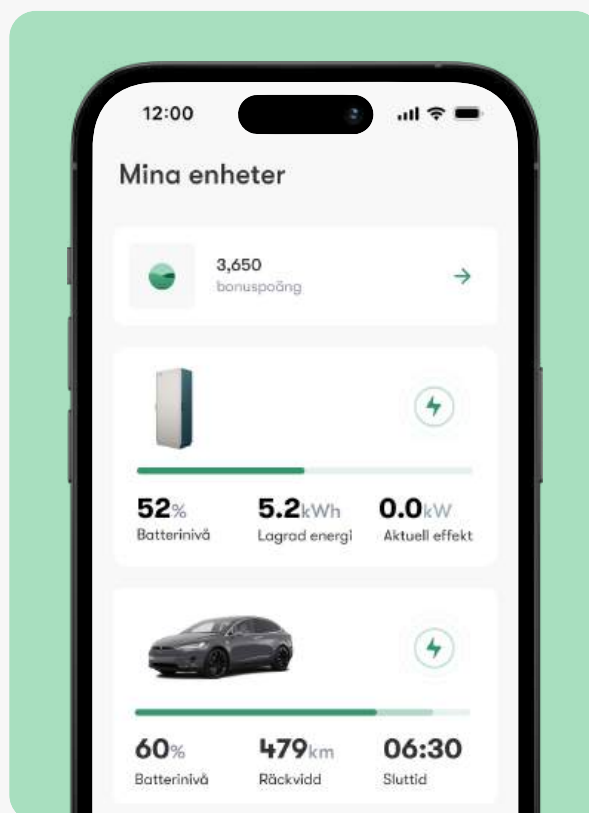 12:00
Mina enheter
3,650
bonuspoäng
52% 5.2kWh 0.0kW
Batterinivå Lagrad energi Aktuell effekt
60% 479km 06:30
Batterinivå Räckvidd Sluttid